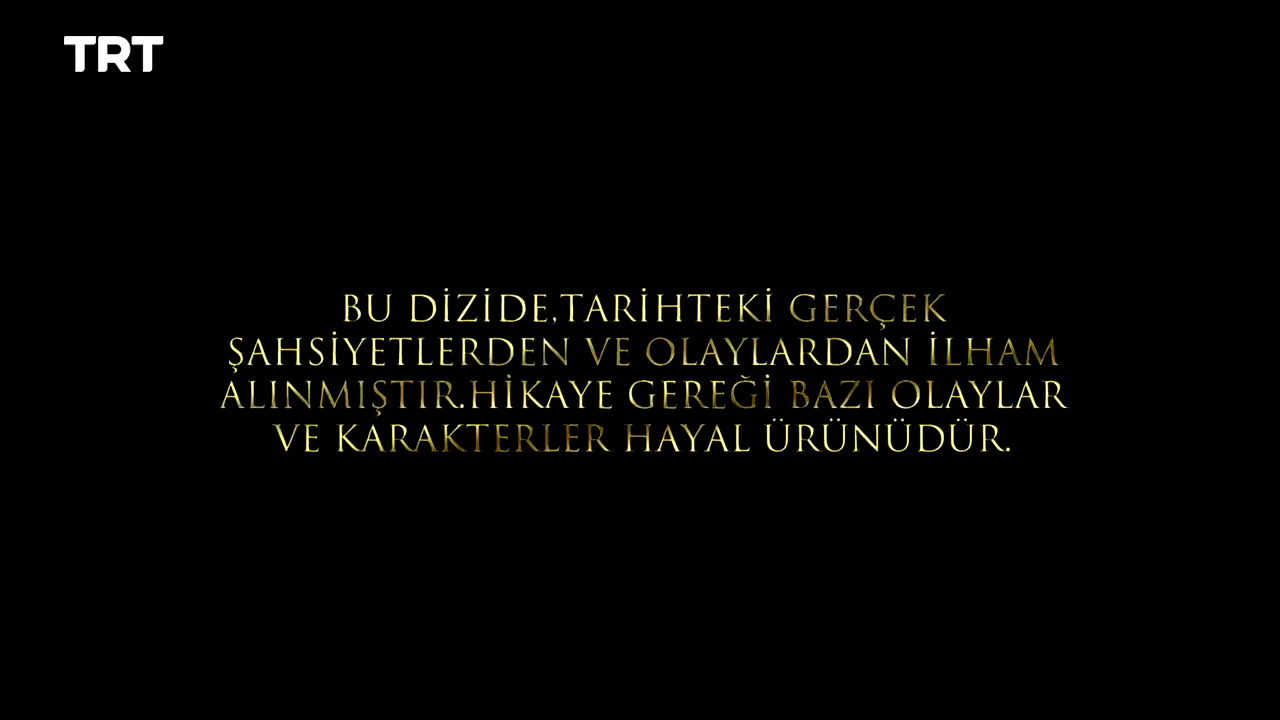 TRT
BU DİZİDE,TARİHTEKİ GERÇEK
ŞAHSİYETLERDEN VE OLAYLARDAN İLHAM
ALINMIŞTIR.HİKAYE GEREĞİ BAZI OLAYLAR
VE KARAKTERLER HAYAL ÜRÜNÜDÜR.